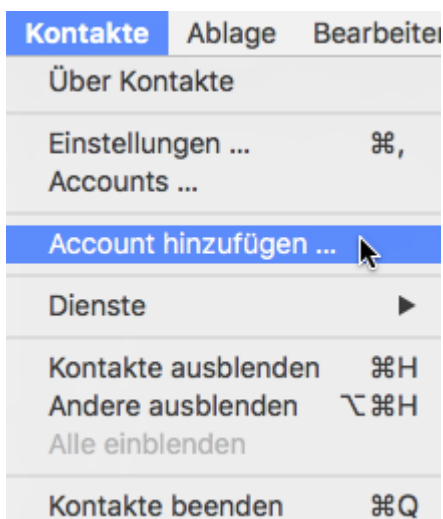 Kontakte Ablage Bearbeiten
Über Kontakte
Einstellungen ... ⌘,
Accounts ...
Account hinzufügen ...
Dienste ▶
Kontakte ausblenden ⌘H
Andere ausblenden ⌥⌘H
Alle einblenden
Kontakte beenden ⌘Q